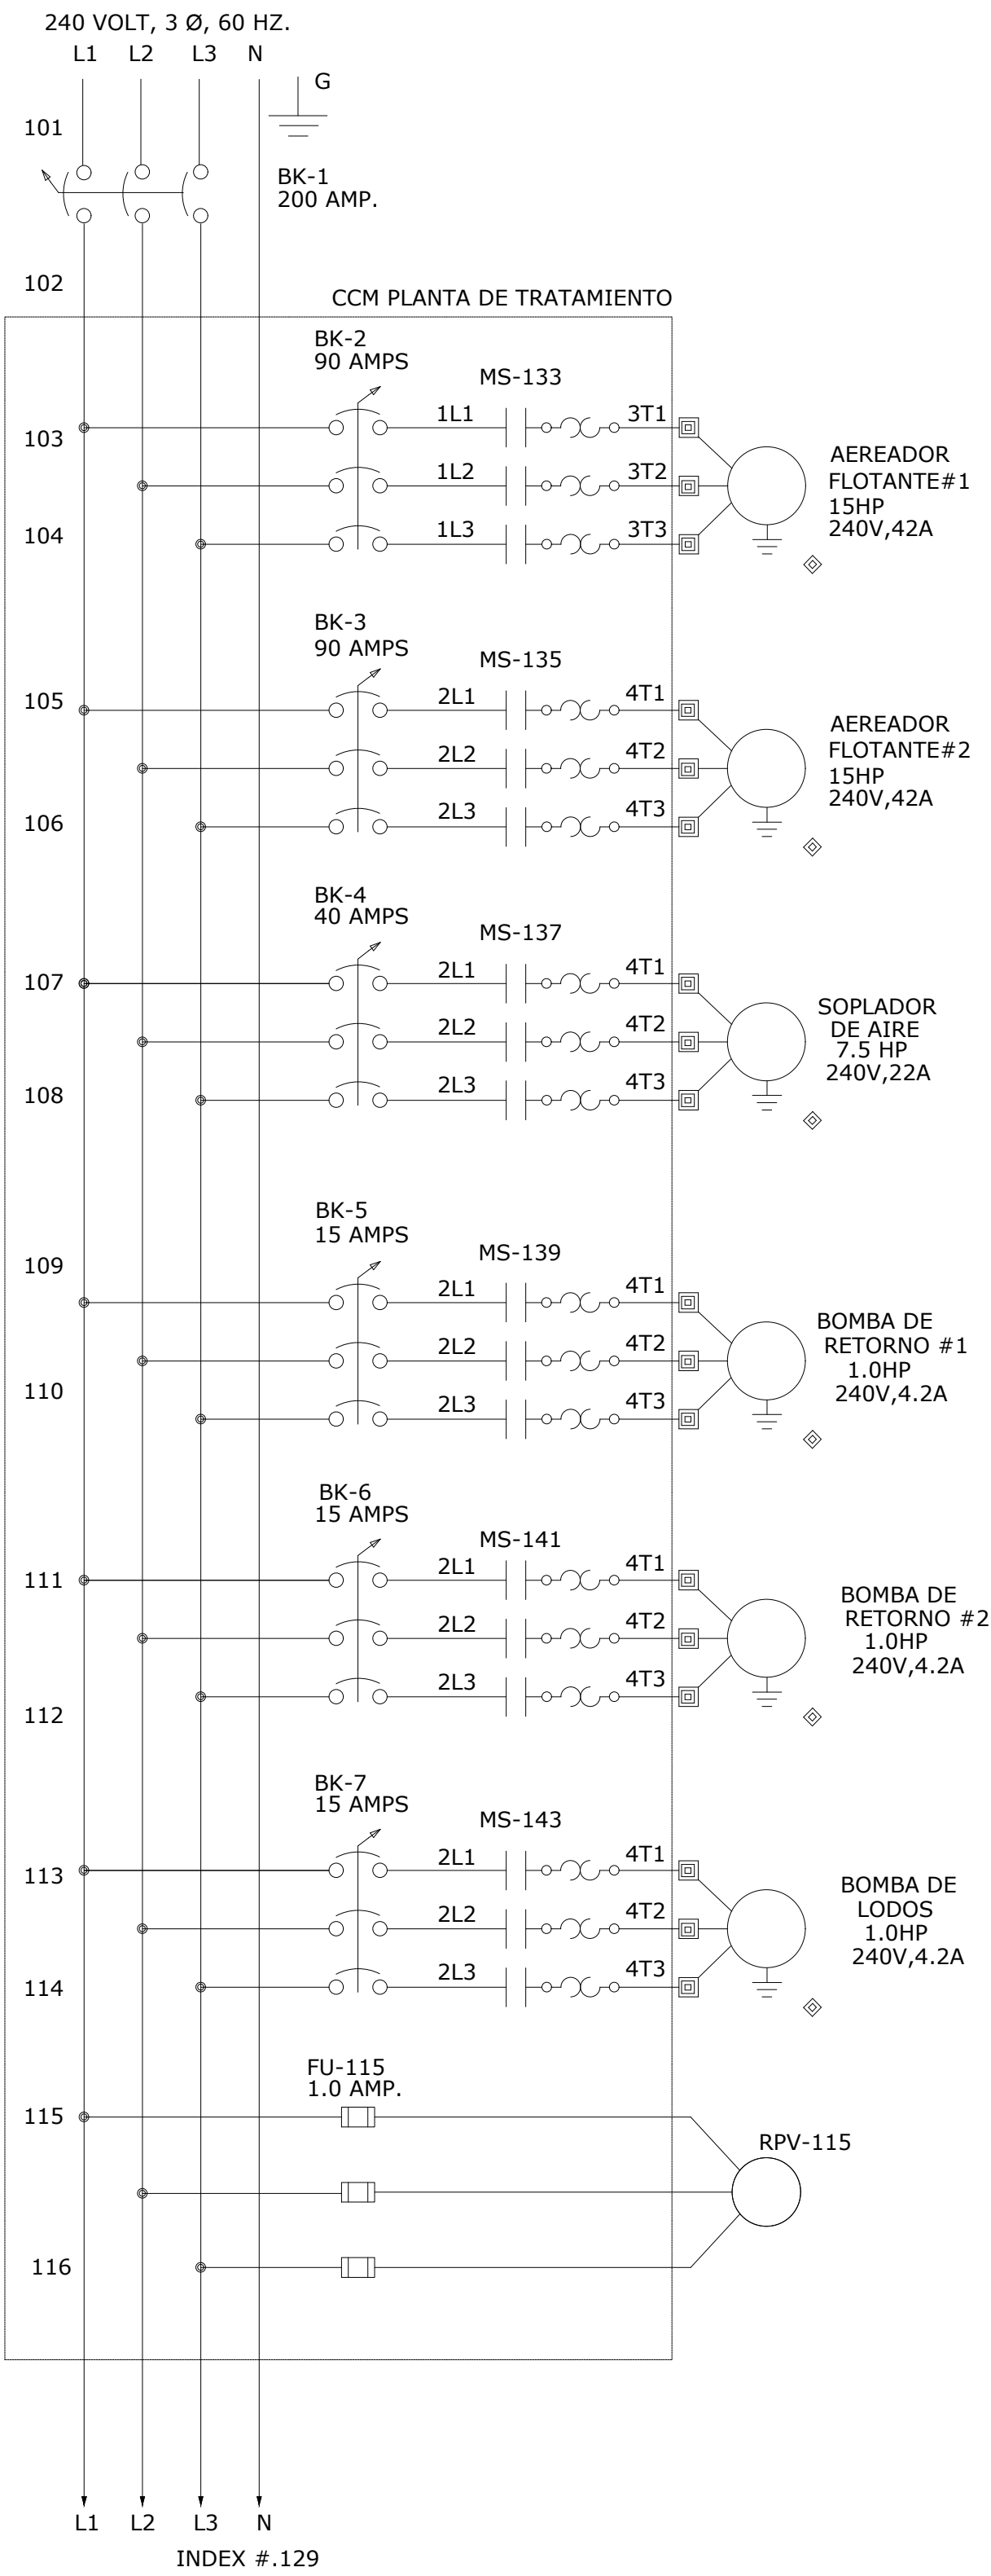 240 VOLT, 3 Ø, 60 HZ.
L1 L2 L3 N
G
101
BK-1
200 AMP.
102
CCM PLANTA DE TRATAMIENTO
BK-2
90 AMPS
MS-133
103
1L1
3T1
1L2
3T2
104
1L3
3T3
AEREADOR
FLOTANTE#1
15HP
240V,42A
BK-3
90 AMPS
MS-135
105
2L1
4T1
2L2
4T2
106
2L3
4T3
AEREADOR
FLOTANTE#2
15HP
240V,42A
BK-4
40 AMPS
MS-137
107
2L1
4T1
2L2
4T2
108
2L3
4T3
SOPLADOR
DE AIRE
7.5 HP
240V,22A
BK-5
15 AMPS
MS-139
109
2L1
4T1
2L2
4T2
110
2L3
4T3
BOMBA DE
RETORNO #1
1.0HP
240V,4.2A
BK-6
15 AMPS
MS-141
111
2L1
4T1
2L2
4T2
112
2L3
4T3
BOMBA DE
RETORNO #2
1.0HP
240V,4.2A
BK-7
15 AMPS
MS-143
113
2L1
4T1
2L2
4T2
114
2L3
4T3
BOMBA DE
LODOS
1.0HP
240V,4.2A
FU-115
1.0 AMP.
115
RPV-115
116
L1 L2 L3 N
INDEX #.129